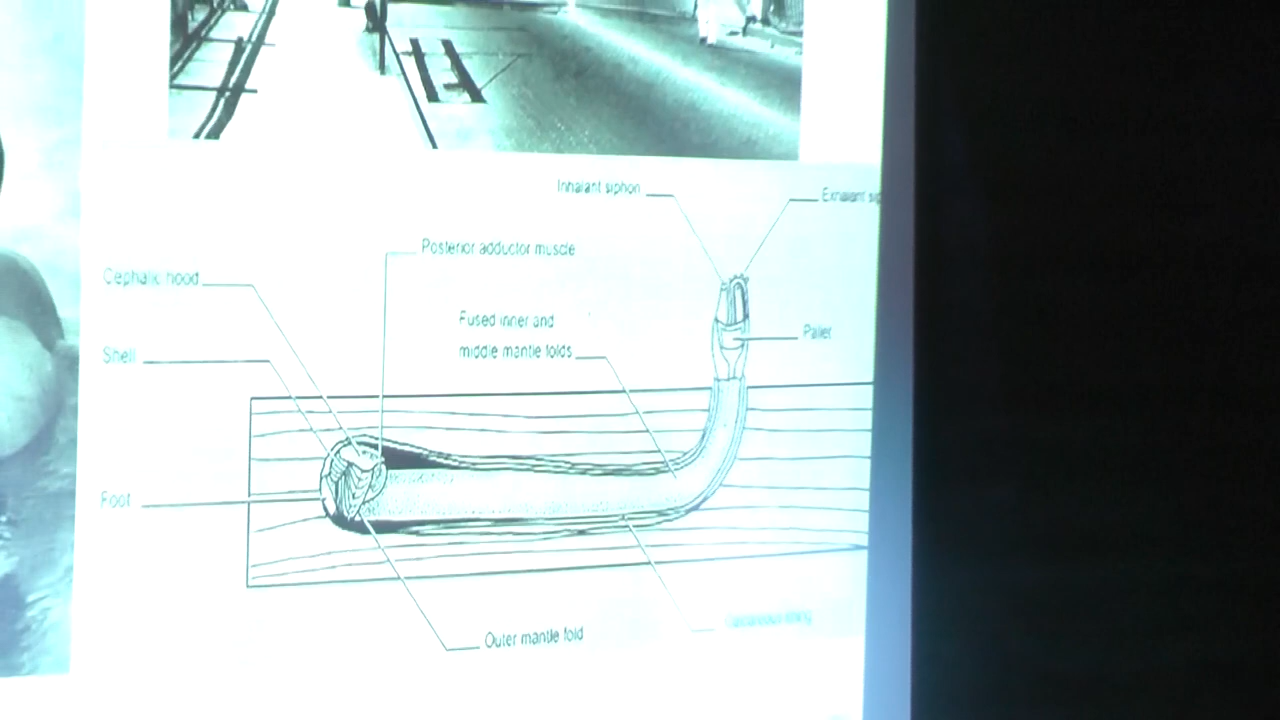 Inhalant siphon
Exhalant
Posterior adductor muscle
Cephalic hood
Fused inner and
middle mantle folds
Pallet
Shell
Foot
Outer mantle fold